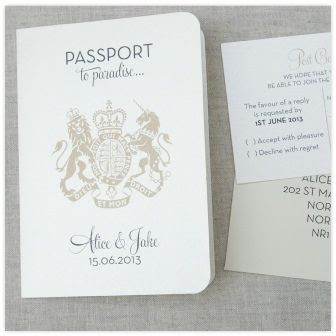 PASSPORT
to paradise...
DIEU ET MON DROIT
Alice & Jake
15.06.2013
Post
WE HOPE THAT
BE ABLE TO JOIN THE
The favour of a reply
is requested by
1ST JUNE 2013
( ) Accept with pleasure
( ) Decline with regret
ALICE
202 ST MA
NOR
NOR
NR1